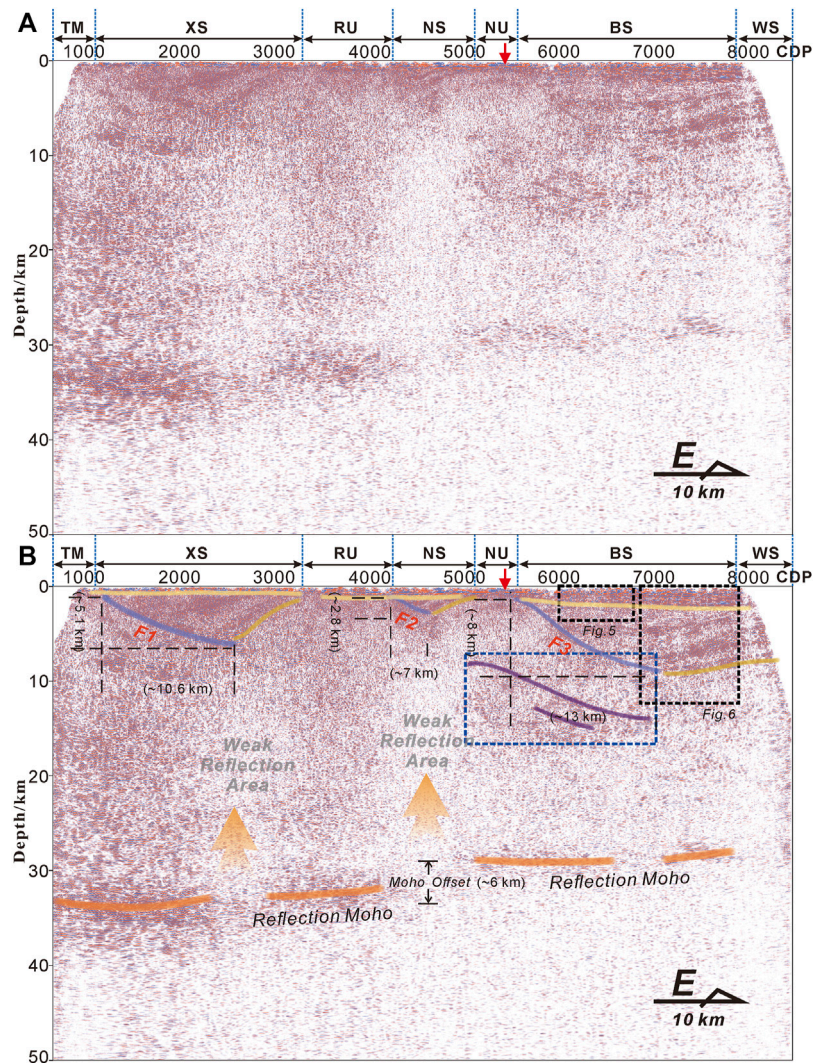 A
TM XS RU NS NU BS WS
1000 2000 3000 4000 5000 6000 7000 8000 CDP
0
10
20
30
40
50
Depth/km
E
10 km
B
TM XS RU NS NU BS WS
1000 2000 3000 4000 5000 6000 7000 8000 CDP
0
10
20
30
40
50
Depth/km
(~5.1 km)
F1
(~10.6 km)
(~2.8 km)
F2
(~7 km)
(~8 km)
F3
(~13 km)
Fig.5
Fig.6
Weak
Reflection
Area
Weak
Reflection
Area
Moho Offset (~6 km)
Reflection Moho
Reflection Moho
E
10 km